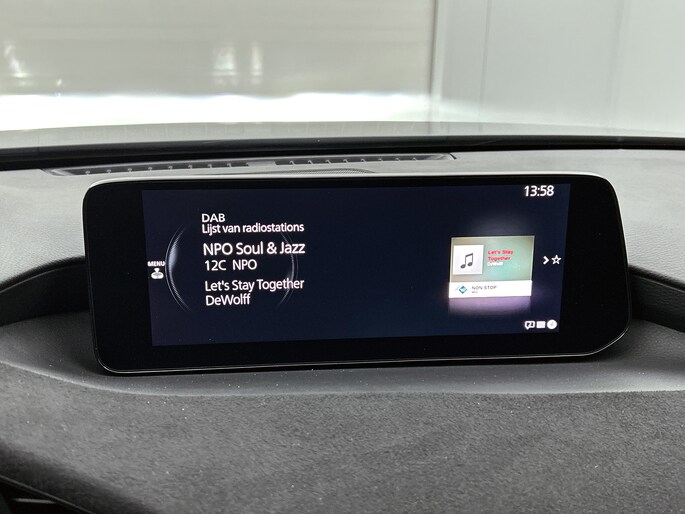 13:58
DAB
Lijst van radiostations
NPO Soul & Jazz
12C NPO
Let's Stay Together
DeWolff
MENU
Let's Stay
Together
NON-STOP